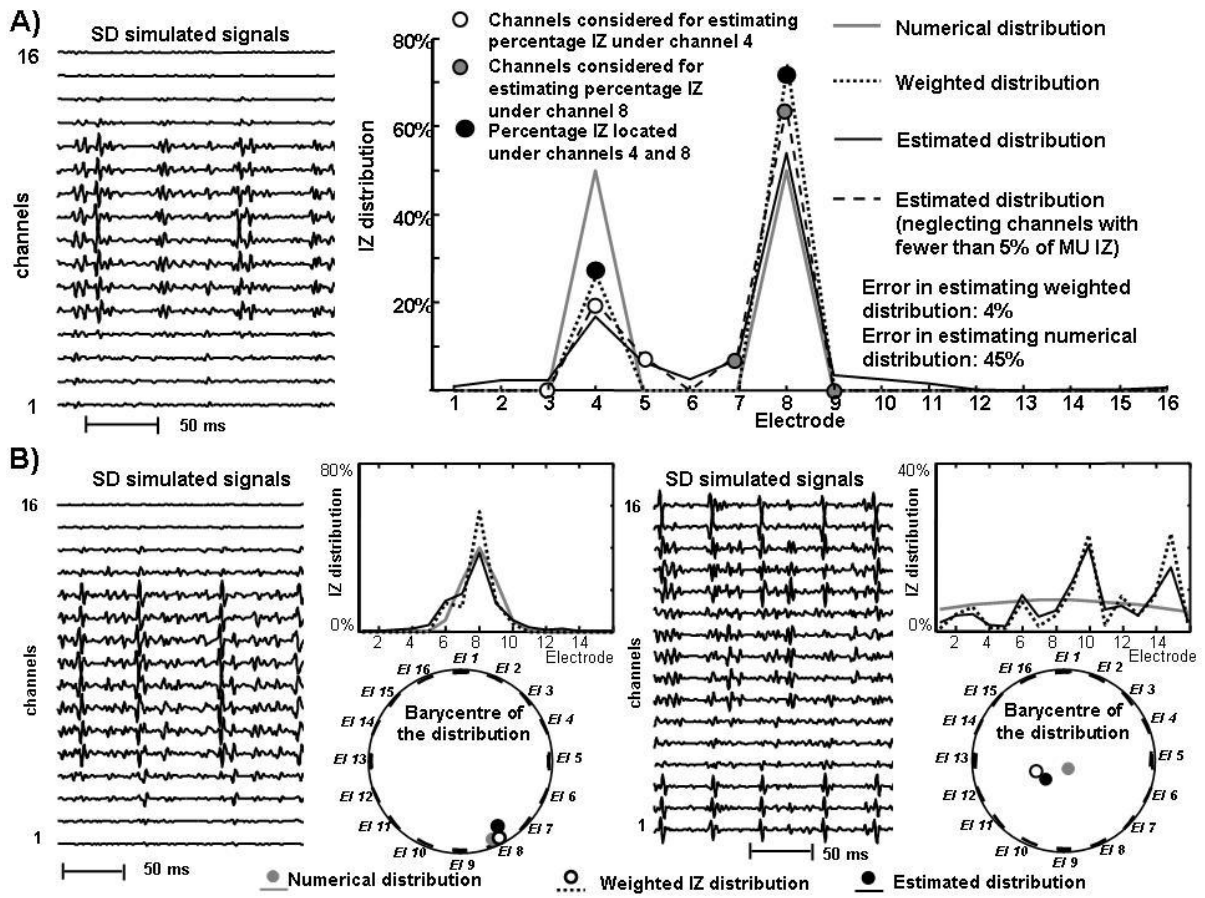 A)
SD simulated signals
16
channels
1
50 ms
80%
60%
40%
20%
IZ distribution
1 2 3 4 5 6 7 8 9 10 11 12 13 14 15 16
Electrode
Channels considered for estimating
percentage IZ under channel 4
Channels considered for
estimating percentage IZ
under channel 8
Percentage IZ located
under channels 4 and 8
Numerical distribution
Weighted distribution
Estimated distribution
Estimated distribution
(neglecting channels with
fewer than 5% of MU IZ)
Error in estimating weighted
distribution: 4%
Error in estimating numerical
distribution: 45%
B)
SD simulated signals
16
channels
1
50 ms
80%
IZ distribution
0%
2 4 6 8 10 12 14
Electrode
El 1
El 2
El 3
El 4
El 5
El 6
El 7
El 8
El 9
El 10
El 11
El 12
El 13
El 14
El 15
El 16
Barycentre of
the distribution
SD simulated signals
16
channels
1
50 ms
40%
IZ distribution
0%
2 4 6 8 10 12 14
Electrode
El 1
El 2
El 3
El 4
El 5
El 6
El 7
El 8
El 9
El 10
El 11
El 12
El 13
El 14
El 15
El 16
Barycentre of
the distribution
Numerical distribution
Weighted IZ distribution
Estimated distribution